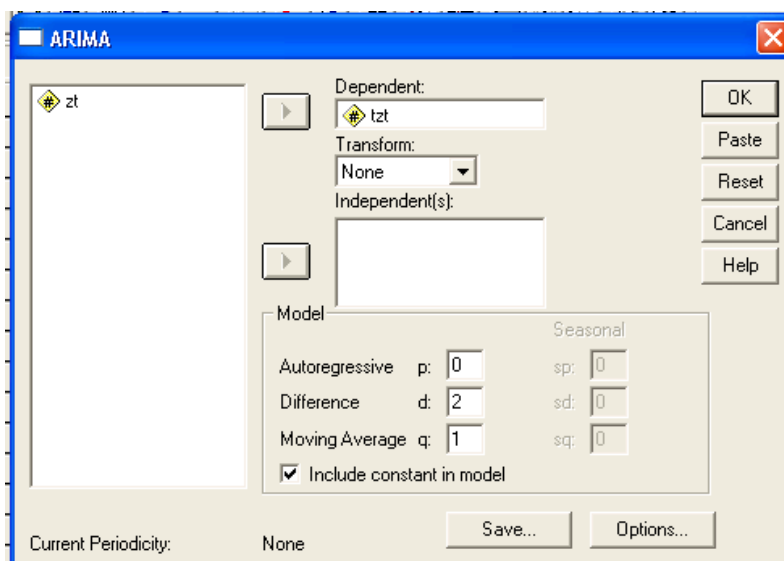 ARIMA
# zt
Dependent:
# tzt
Transform:
None
Independent(s):
OK
Paste
Reset
Cancel
Help
Model
Seasonal
Autoregressive p: 0 sp: 0
Difference d: 2 sd: 0
Moving Average q: 1 sq: 0
Include constant in model
Save... Options...
Current Periodicity: None